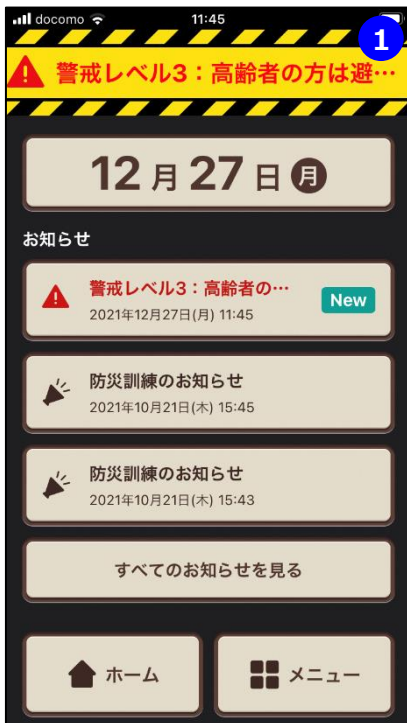 docomo 11:45
1
警戒レベル3：高齢者の方は避…
12月27日 月
お知らせ
警戒レベル3：高齢者の…
2021年12月27日(月) 11:45
New
防災訓練のお知らせ
2021年10月21日(木) 15:45
防災訓練のお知らせ
2021年10月21日(木) 15:43
すべてのお知らせを見る
ホーム
メニュー